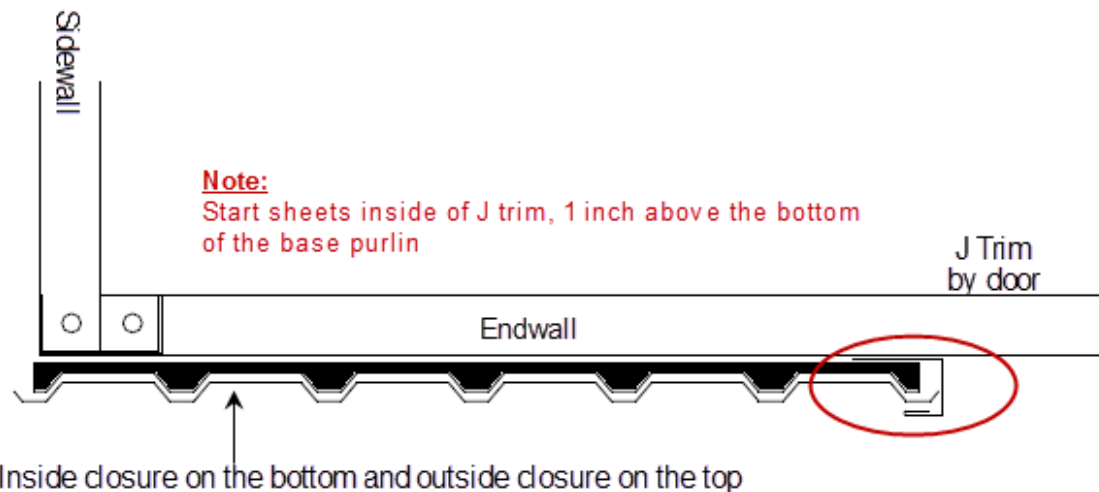 Sidewall
Note:
Start sheets inside of J trim, 1 inch above the bottom
of the base purlin
J Trim
by door
Endwall
Inside closure on the bottom and outside closure on the top